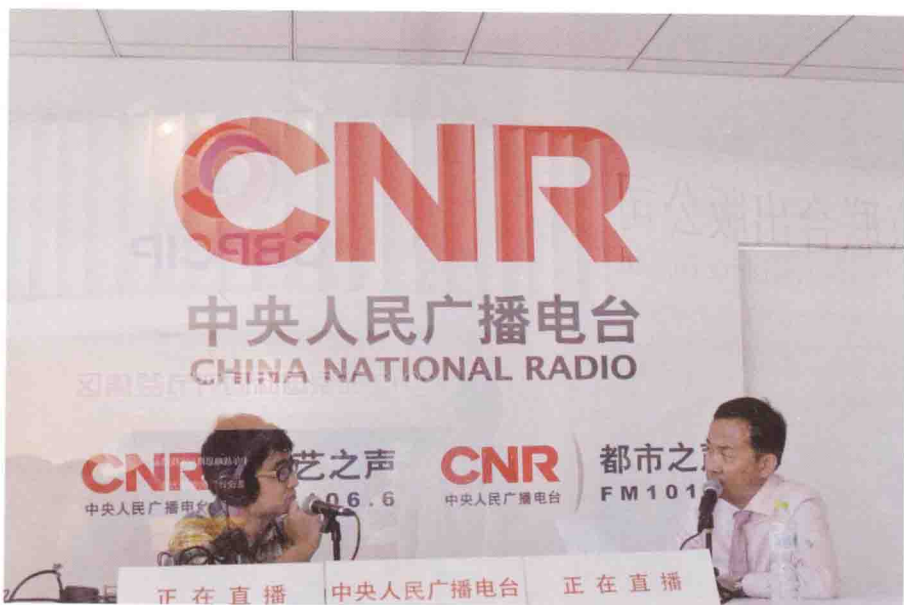 CNR
中央人民广播电台
CHINA NATIONAL RADIO
CNR
艺之声
中央人民广播电
06.6
CNR
中央人民广播电台
都市之
FM101
正在直播
中央人民广播电台
正在直播